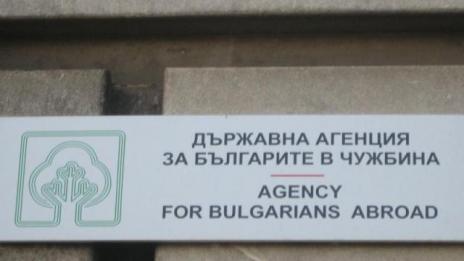 ДЪРЖАВНА АГЕНЦИЯ
ЗА БЪЛГАРИТЕ В ЧУЖБИНА
AGENCY
FOR BULGARIANS ABROAD